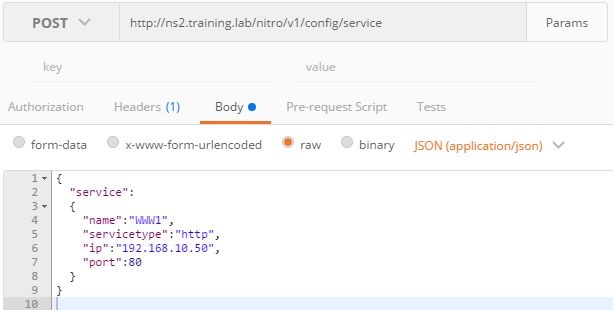 POST http://ns2.training.lab/nitro/v1/config/service Params
key value
Authorization Headers (1) Body Pre-request Script Tests
form-data x-www-form-urlencoded raw binary JSON (application/json)
1 {
2 "service":
3 {
4 "name":"WWW1",
5 "servicetype":"http",
6 "ip":"192.168.10.50",
7 "port":80
8 }
9 }
10